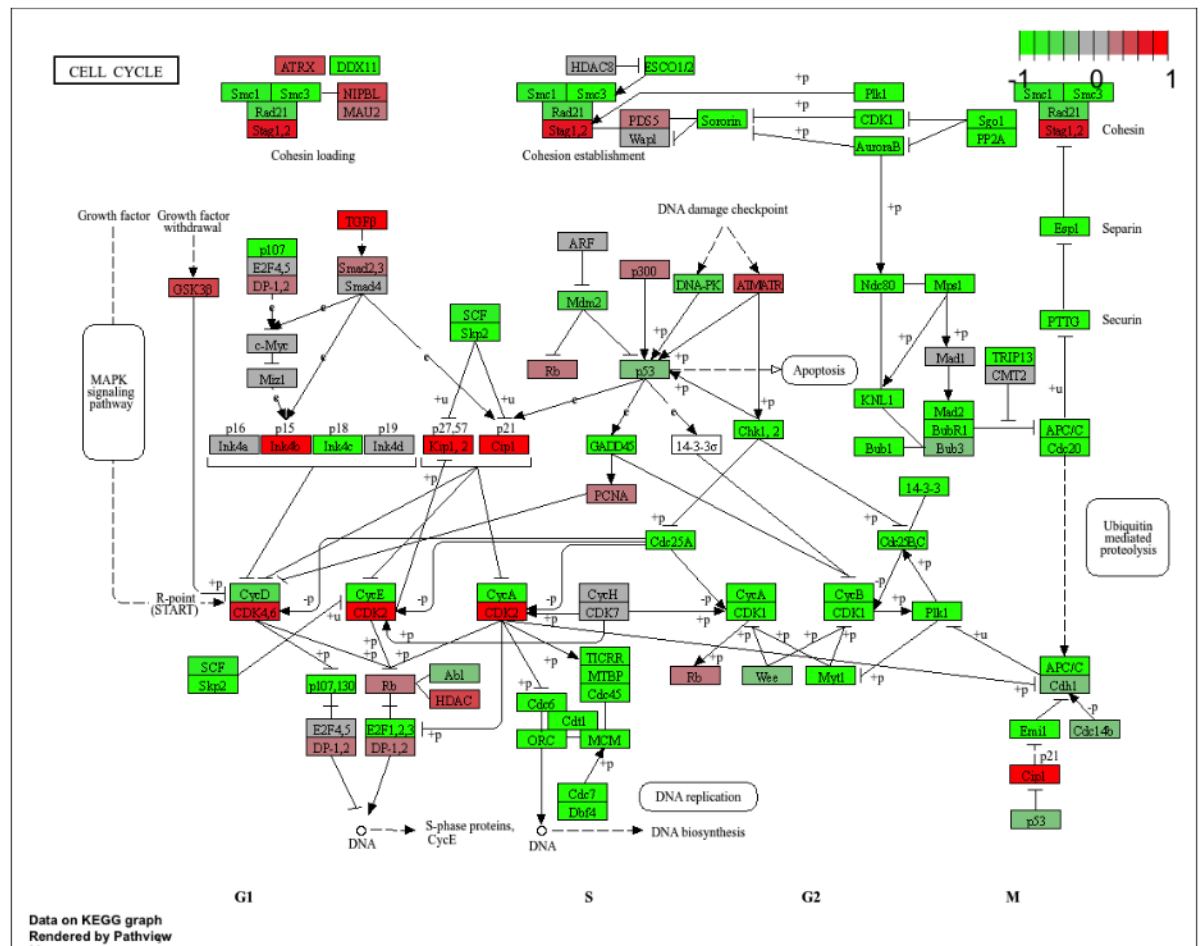 CELL CYCLE
ATRX
DDX11
Smc1
Smc3
NIPBL
Rad21
MAU2
Stag1,2
Cohesin loading
HDAC8
ESCO1/2
Smc1
Smc3
Rad21
Stag1,2
PDS5
Wapl
Sororin
Cohesion establishment
+p
Plk1
+p
CDK1
+p
AuroraB
Sgo1
PP2A
-1
0
1
Smc1
Smc3
Rad21
Stag1,2
Cohesin
Growth factor
Growth factor
withdrawal
GSK3β
MAPK
signaling
pathway
TGFβ
p107
E2F4,5
DP-1,2
Smad2,3
Smad4
e
e
c-Myc
Miz1
e
e
e
SCF
Skp2
+u
+u
DNA damage checkpoint
ARF
p300
DNA-PK
ATMATR
Mdm2
Rb
+p
+p
+p
+p
+p
p53
Apoptosis
e
e
e
+p
Ndc80
Mps1
Espl
Separin
PTTG
Securin
+p
+p
Mad1
TRIP13
CMT2
+u
KNL1
Mad2
BubR1
Bub3
Bub1
APC/C
Cdc20
p16
p15
p18
p19
p27,57
p21
Ink4a
Ink4b
Ink4c
Ink4d
Kip1, 2
Cip1
GADD45
14-3-3σ
Chk1, 2
+p
PCNA
14-3-3
+p
+p
Cdc25A
Cdc25B,C
Ubiquitin
mediated
proteolysis
R-point
(START)
+p
CycD
CDK4,6
-p
CycE
CDK2
-p
CycA
CDK2
-p
+p
CycH
CDK7
-p
+p
CycA
CDK1
CycB
CDK1
-p
+p
+p
Plk1
+u
+u
SCF
Skp2
+p
+p
+p
+p
+p
+p
+p
TICRR
MTBP
Cdc45
+p
+p
+p
+p
+p
+p
APC/C
Cdh1
p107,130
Rb
Abl
HDAC
Rb
Wee
Myt1
-p
E2F4,5
DP-1,2
E2F1,2,3
DP-1,2
+p
Cdc6
Cdt1
ORC
MCM
+p
Cdc7
Dbf4
Emi1
Cdc14b
p21
Cip1
p53
DNA replication
DNA
S-phase proteins,
CycE
DNA
DNA biosynthesis
G1
S
G2
M
Data on KEGG graph
Rendered by Pathview